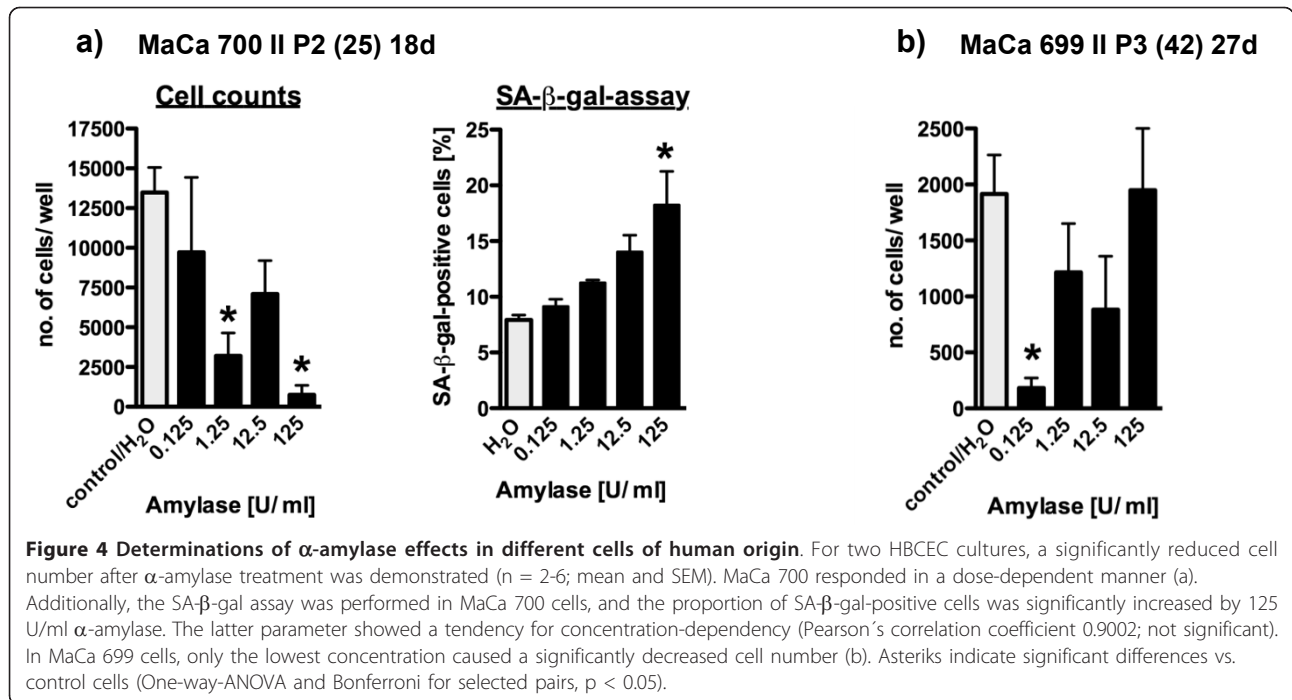 a) MaCa 700 II P2 (25) 18d
Cell counts
no. of cells/ well
17500
15000
12500
10000
7500
5000
2500
0
*
*
control/H₂O
0.125
1.25
12.5
125
Amylase [U/ ml]
SA-β-gal-assay
SA-β-gal-positive cells [%]
25
20
15
10
5
0
*
H₂O
0.125
1.25
12.5
125
Amylase [U/ ml]
b) MaCa 699 II P3 (42) 27d
no. of cells/ well
2500
2000
1500
1000
500
0
*
control/H₂O
0.125
1.25
12.5
125
Amylase [U/ ml]
Figure 4 Determinations of α-amylase effects in different cells of human origin. For two HBCEC cultures, a significantly reduced cell
number after α-amylase treatment was demonstrated (n = 2-6; mean and SEM). MaCa 700 responded in a dose-dependent manner (a).
Additionally, the SA-β-gal assay was performed in MaCa 700 cells, and the proportion of SA-β-gal-positive cells was significantly increased by 125
U/ml α-amylase. The latter parameter showed a tendency for concentration-dependency (Pearson´s correlation coefficient 0.9002; not significant).
In MaCa 699 cells, only the lowest concentration caused a significantly decreased cell number (b). Asteriks indicate significant differences vs.
control cells (One-way-ANOVA and Bonferroni for selected pairs, p < 0.05).